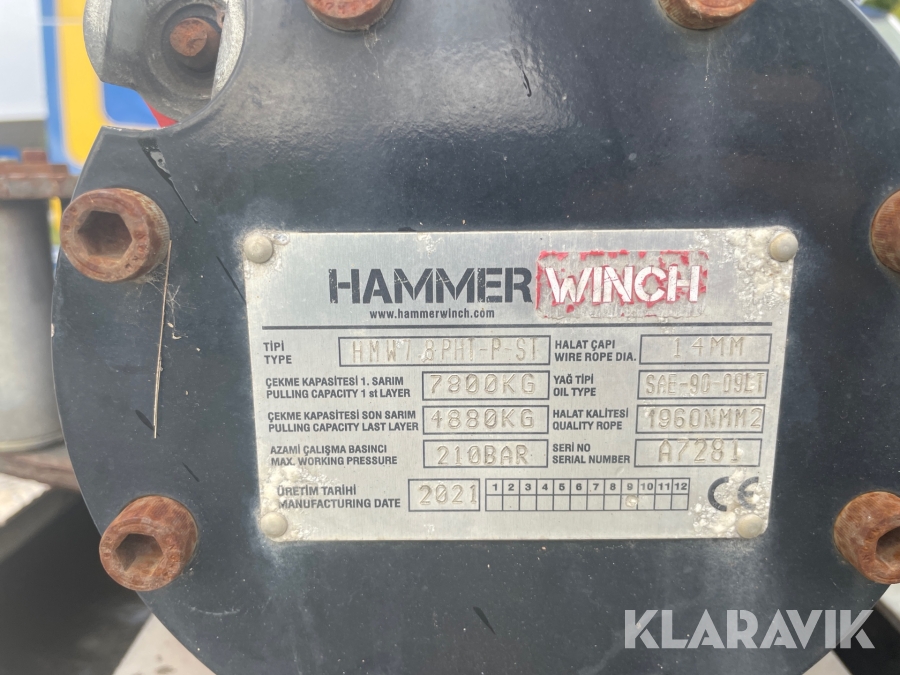 HAMMER WINCH
www.hammerwinch.com
TİPİ
TYPE
HMW7.8PHT-P-ST
HALAT ÇAPI
WIRE ROPE DIA.
14MM
ÇEKME KAPASİTESİ 1. SARIM
PULLING CAPACITY 1st LAYER
7800KG
YAĞ TİPİ
OIL TYPE
SAE-90-09LT
ÇEKME KAPASİTESİ SON SARIM
PULLING CAPACITY LAST LAYER
4880KG
HALAT KALİTESİ
QUALITY ROPE
1960NMM2
AZAMİ ÇALIŞMA BASINCI
MAX. WORKING PRESSURE
210BAR
SERI NO
SERIAL NUMBER
A7281
ÜRETİM TARİHİ
MANUFACTURING DATE
2021
1 2 3 4 5 6 7 8 9 10 11 12
CE
KLARAVIK